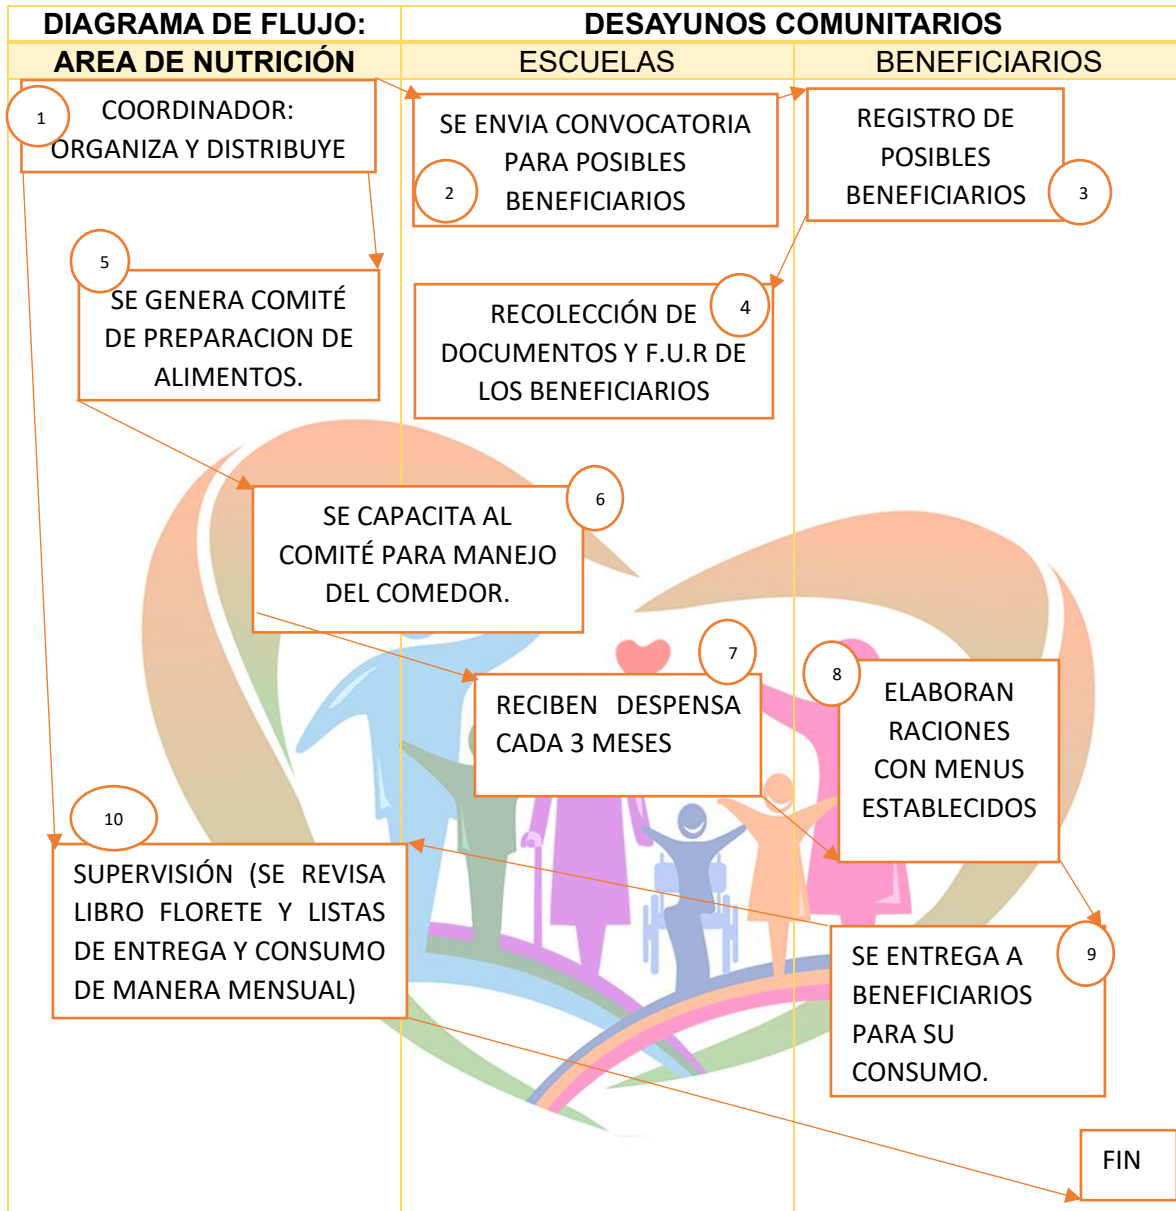 DIAGRAMA DE FLUJO:
DESAYUNOS COMUNITARIOS
AREA DE NUTRICIÓN
ESCUELAS
BENEFICIARIOS
1
COORDINADOR:
ORGANIZA Y DISTRIBUYE
SE ENVIA CONVOCATORIA
PARA POSIBLES
BENEFICIARIOS
2
REGISTRO DE
POSIBLES
BENEFICIARIOS
3
5
SE GENERA COMITÉ
DE PREPARACION DE
ALIMENTOS.
4
RECOLECCIÓN DE
DOCUMENTOS Y F.U.R DE
LOS BENEFICIARIOS
6
SE CAPACITA AL
COMITÉ PARA MANEJO
DEL COMEDOR.
7
RECIBEN DESPENSA
CADA 3 MESES
8
ELABORAN
RACIONES
CON MENUS
ESTABLECIDOS
10
SUPERVISIÓN (SE REVISA
LIBRO FLORETE Y LISTAS
DE ENTREGA Y CONSUMO
DE MANERA MENSUAL)
9
SE ENTREGA A
BENEFICIARIOS
PARA SU
CONSUMO.
FIN